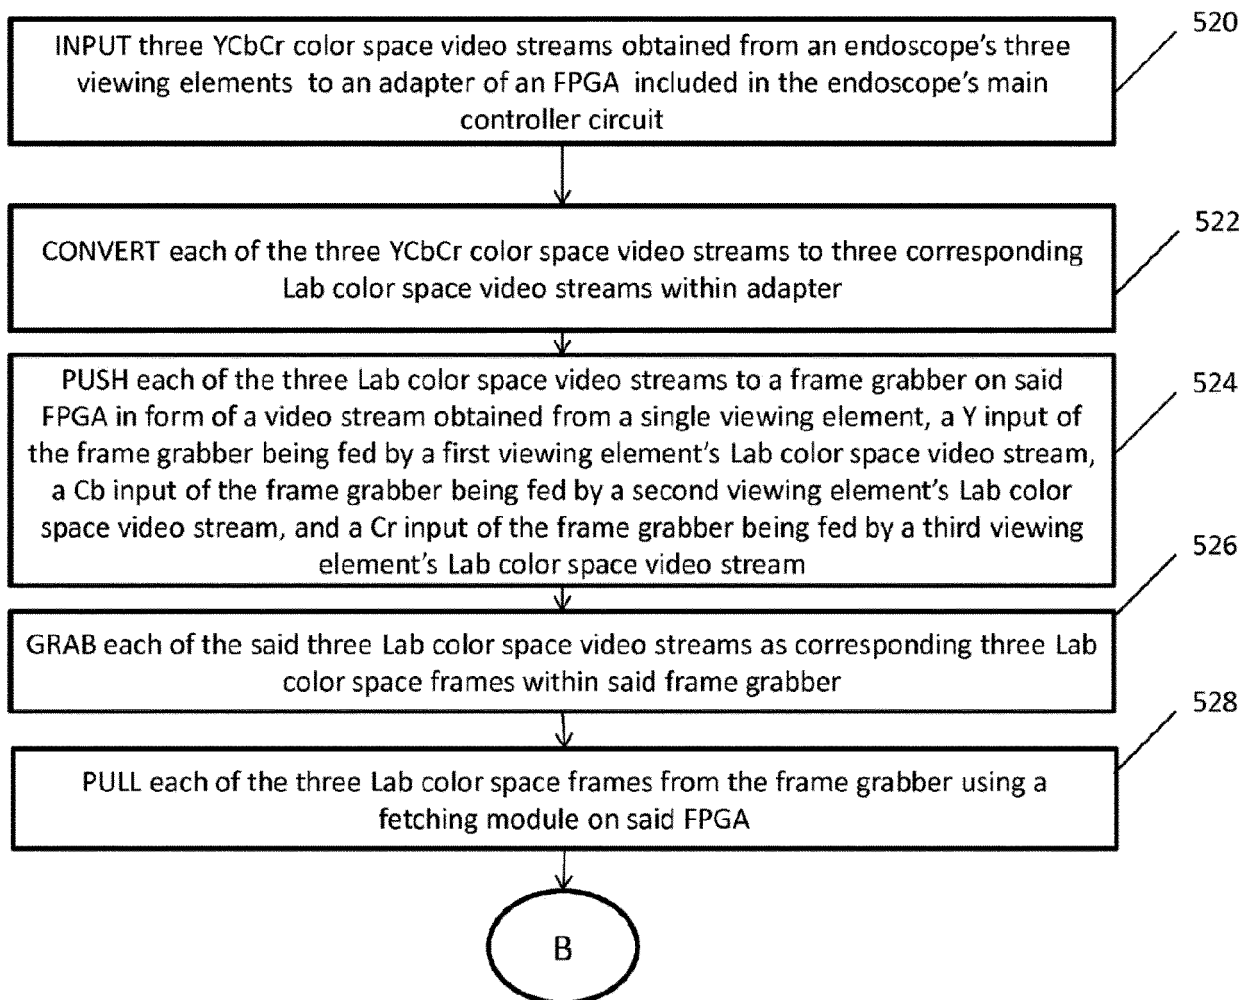 520
INPUT three YCbCr color space video streams obtained from an endoscope's three
viewing elements to an adapter of an FPGA included in the endoscope's main
controller circuit
522
CONVERT each of the three YCbCr color space video streams to three corresponding
Lab color space video streams within adapter
524
PUSH each of the three Lab color space video streams to a frame grabber on said
FPGA in form of a video stream obtained from a single viewing element, a Y input of
the frame grabber being fed by a first viewing element's Lab color space video stream,
a Cb input of the frame grabber being fed by a second viewing element's Lab color
space video stream, and a Cr input of the frame grabber being fed by a third viewing
element's Lab color space video stream
526
GRAB each of the said three Lab color space video streams as corresponding three Lab
color space frames within said frame grabber
528
PULL each of the three Lab color space frames from the frame grabber using a
fetching module on said FPGA
B